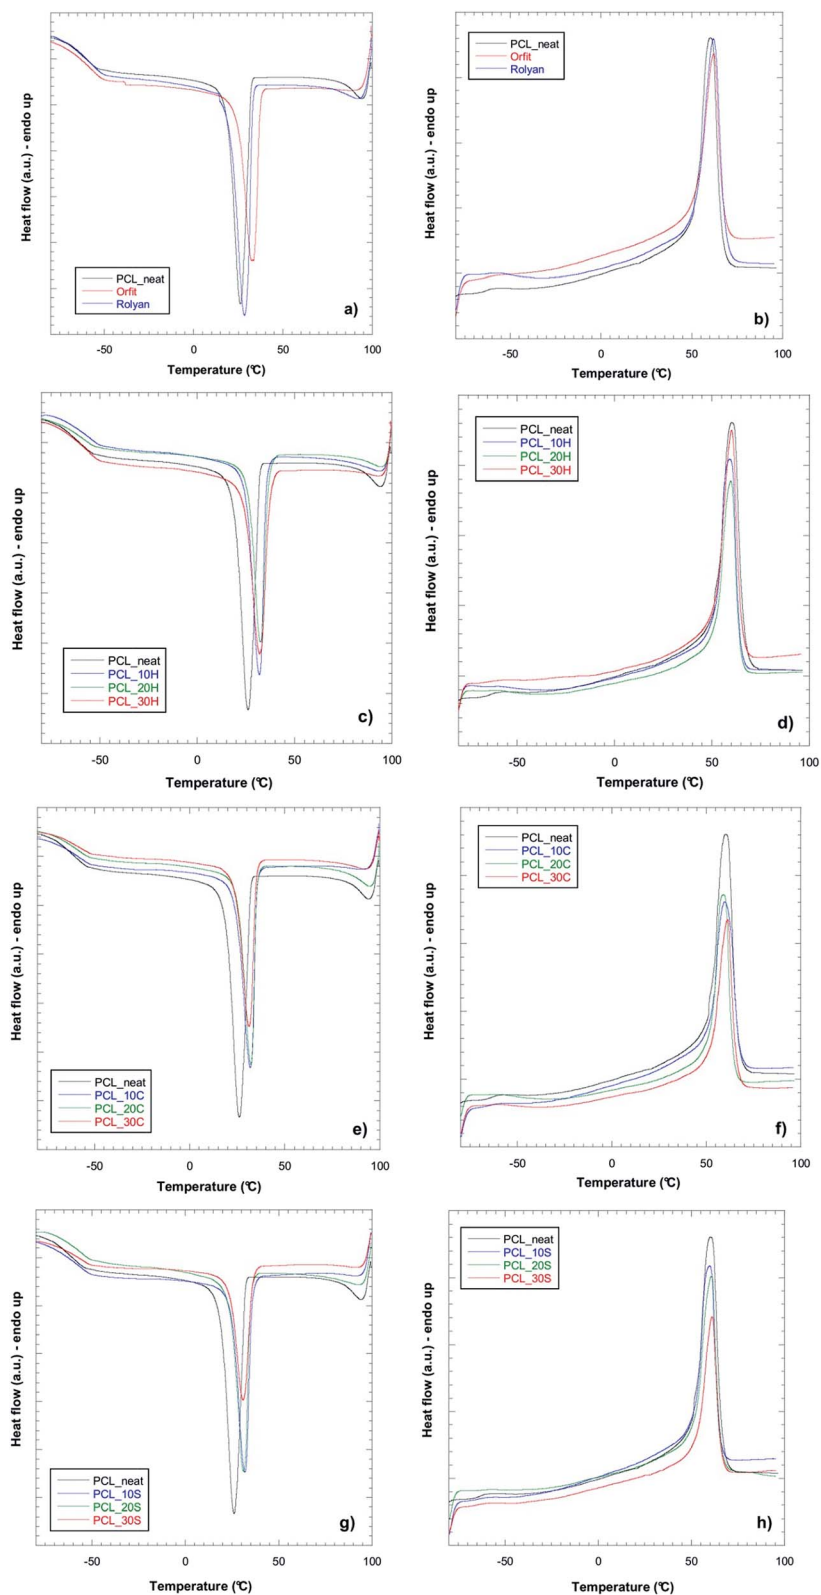 Heat flow (a.u.) - endo up
PCL_neat
Orfit
Rolyan
a)
-50
0
50
100
Temperature (°C)
Heat flow (a.u.) - endo up
PCL_neat
Orfit
Rolyan
b)
-50
0
50
100
Temperature (°C)
Heat flow (a.u.) - endo up
PCL_neat
PCL_10H
PCL_20H
PCL_30H
c)
-50
0
50
100
Temperature (°C)
Heat flow (a.u.) - endo up
PCL_neat
PCL_10H
PCL_20H
PCL_30H
d)
-50
0
50
100
Temperature (°C)
Heat flow (a.u.) - endo up
PCL_neat
PCL_10C
PCL_20C
PCL_30C
e)
-50
0
50
100
Temperature (°C)
Heat flow (a.u.) - endo up
PCL_neat
PCL_10C
PCL_20C
PCL_30C
f)
-50
0
50
100
Temperature (°C)
Heat flow (a.u.) - endo up
PCL_neat
PCL_10S
PCL_20S
PCL_30S
g)
-50
0
50
100
Temperature (°C)
Heat flow (a.u.) - endo up
PCL_neat
PCL_10S
PCL_20S
PCL_30S
h)
-50
0
50
100
Temperature (°C)